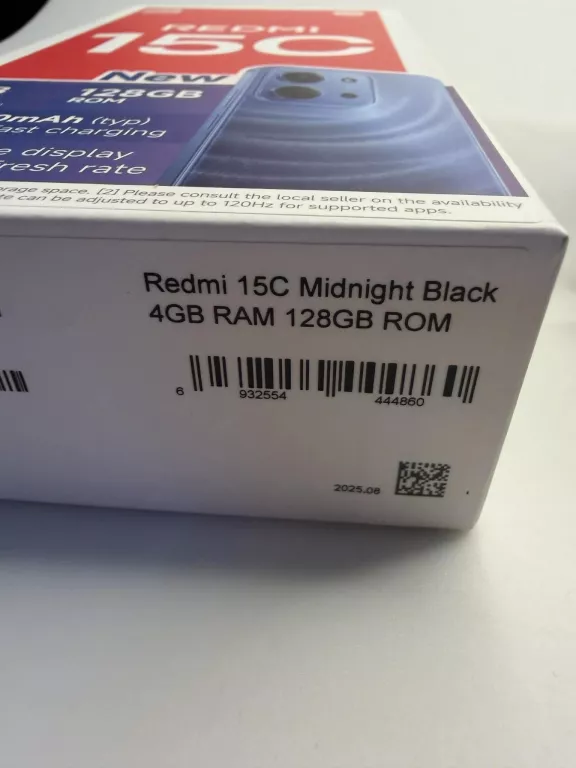 REDMI
15C
New
128GB
ROM
mAh (typ)
fast charging
display
refresh rate
storage space. [2] Please consult the local seller on the availability
can be adjusted to up to 120Hz for supported apps.
Redmi 15C Midnight Black
4GB RAM 128GB ROM
6 932554 444860
2025.08